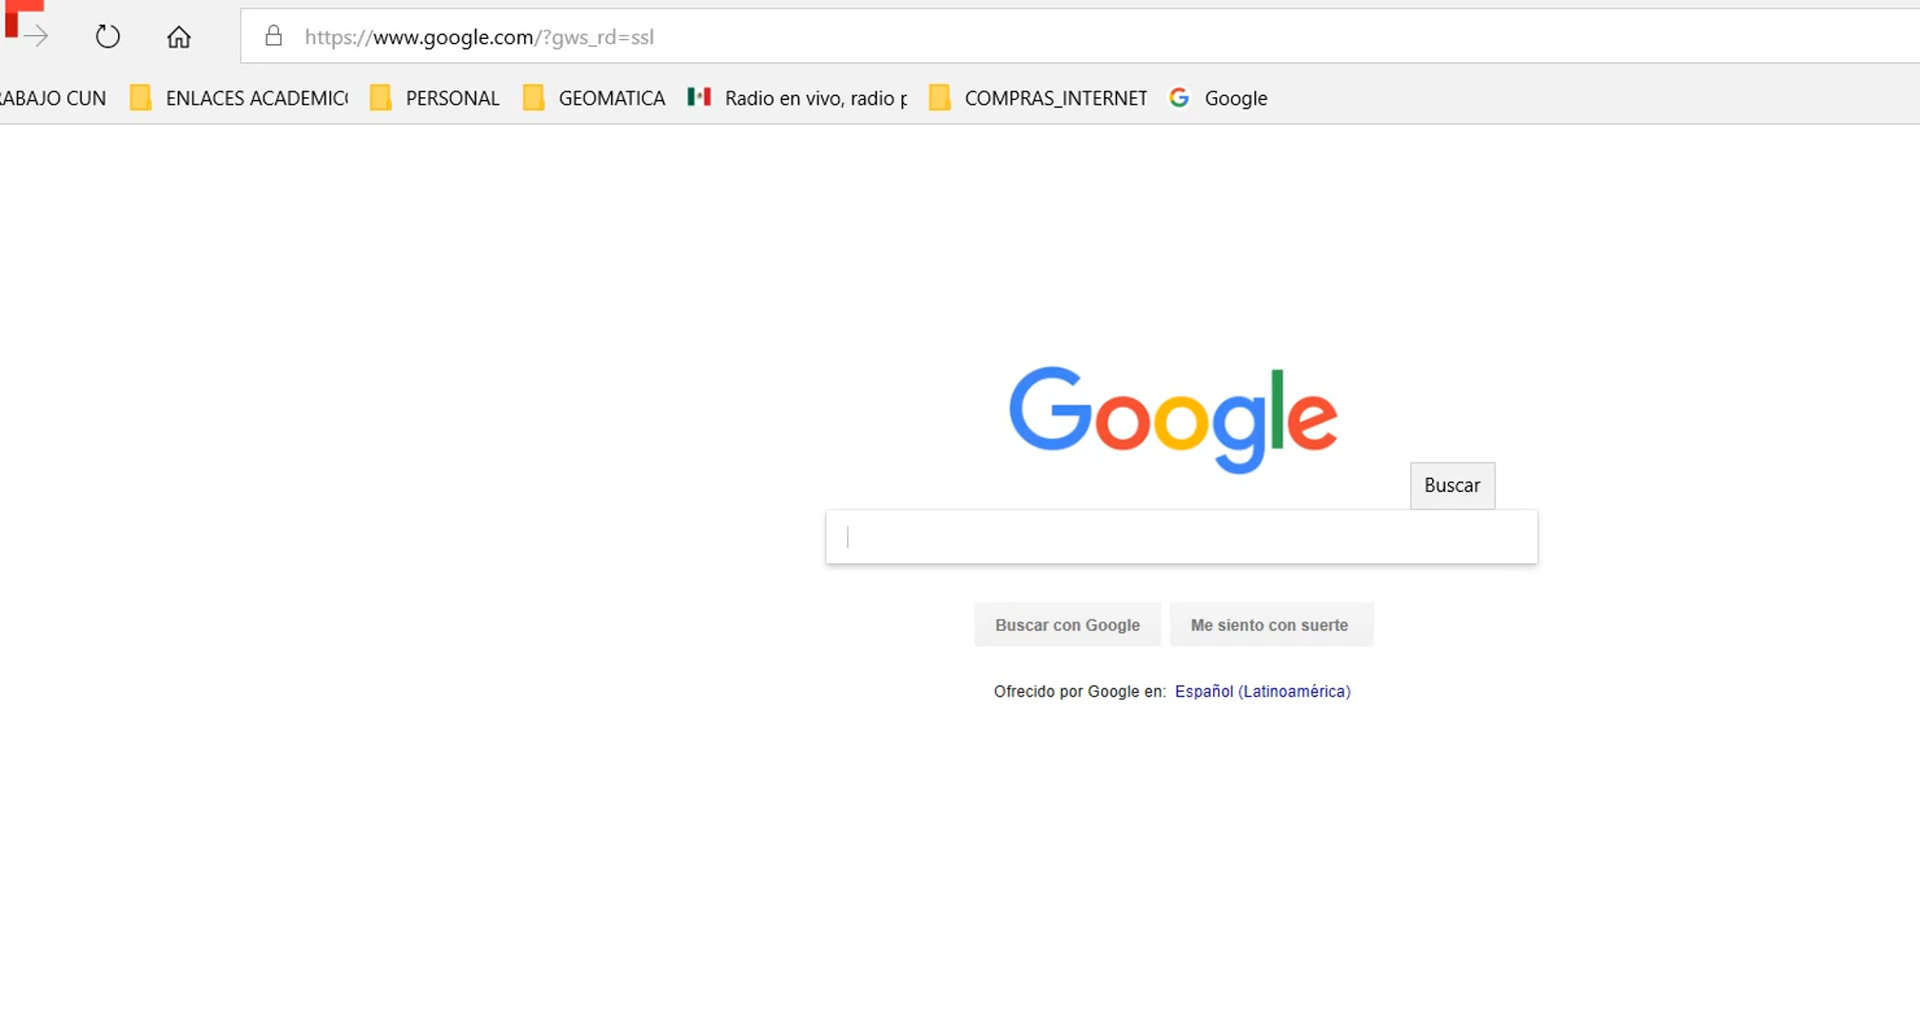 https://www.google.com/?gws_rd=ssl
RABAJO CUN ENLACES ACADEMIC PERSONAL GEOMATICA Radio en vivo, radio p COMPRAS_INTERNET Google
Google
Buscar
Buscar con Google Me siento con suerte
Ofrecido por Google en: Español (Latinoamérica)